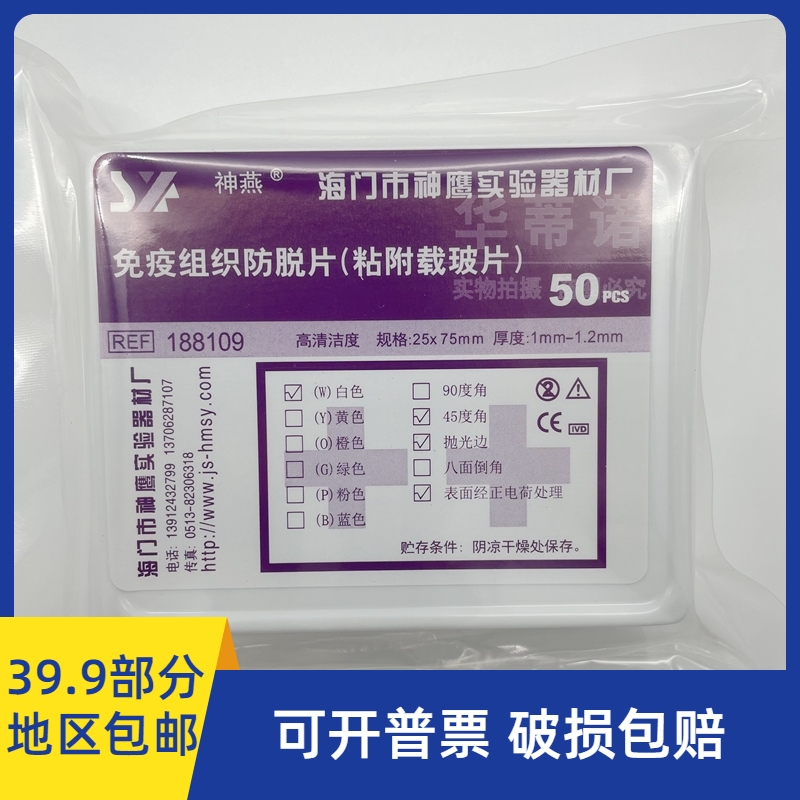 SYA 神燕® 海门市神鹰实验器材厂
华蒂诺
免疫组织防脱片(粘附载玻片)
实物拍摄 必究
50PCS
REF 188109 高清洁度 规格:25x75mm 厚度:1mm-1.2mm
海门市神鹰实验器材厂
电话: 13912432799 13706287107
传真: 0513-82306318
http://www.js-hmsy.com
☑ (W)白色 □ 90度角
□ (Y)黄色 ☑ 45度角
□ (O)橙色 ☑ 抛光边
□ (G)绿色 □ 八面倒角
□ (P)粉色 ☑ 表面经正电荷处理
□ (B)蓝色
2
CE IVD
贮存条件: 阴凉干燥处保存。
39.9部分
地区包邮
可开普票 破损包赔